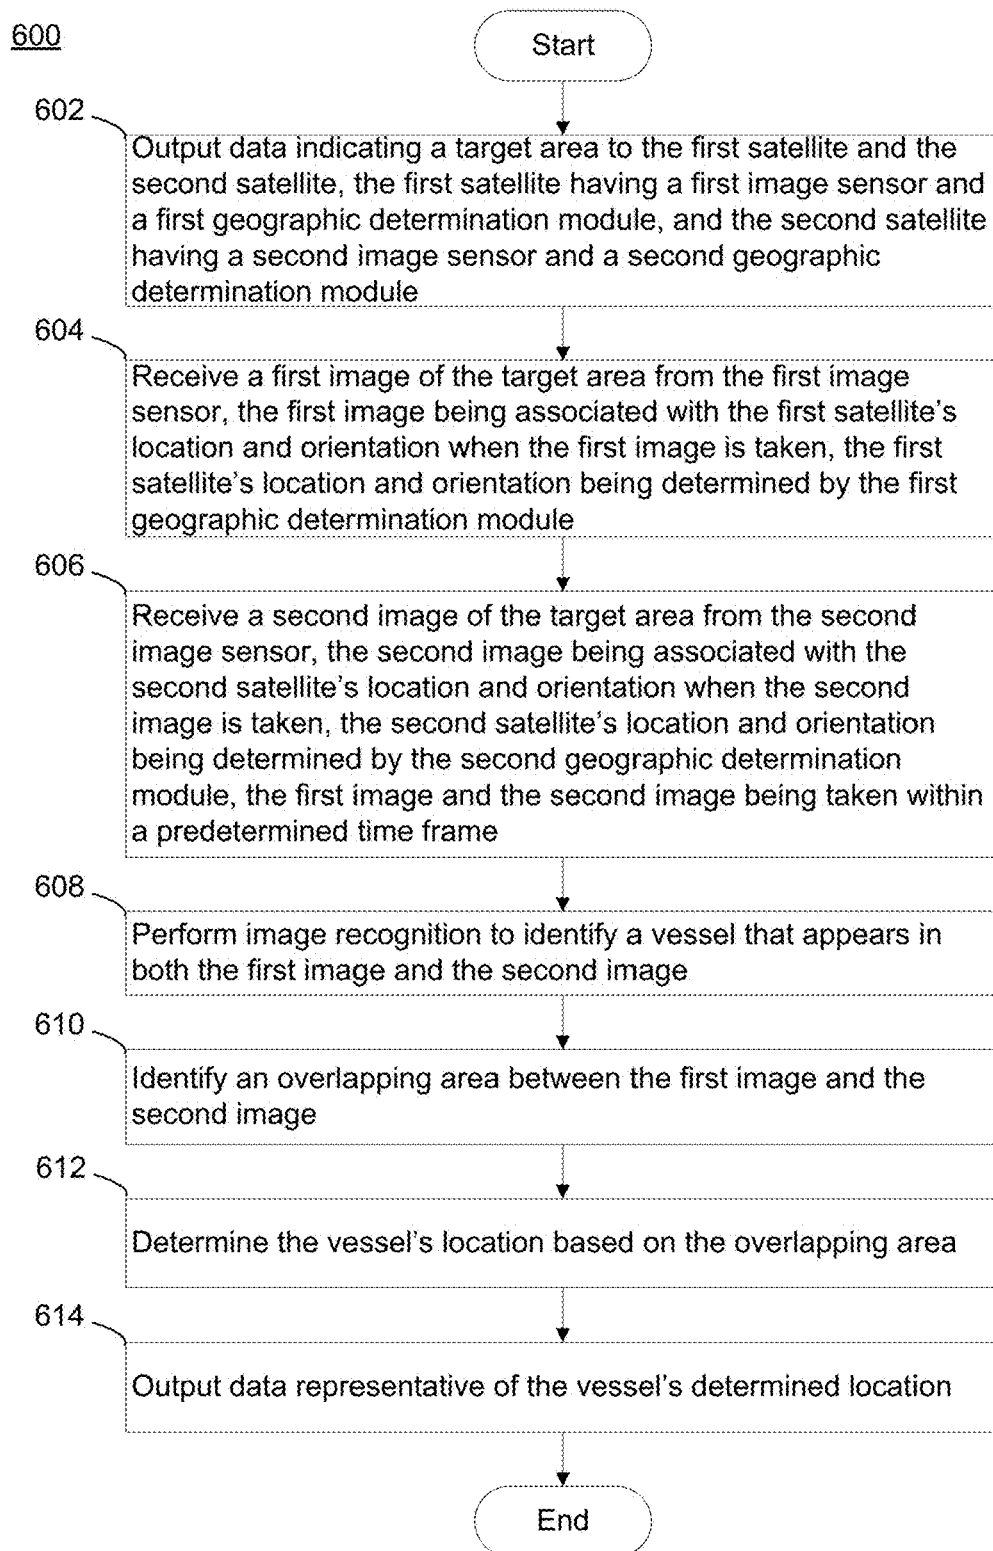 600
Start
602
Output data indicating a target area to the first satellite and the
second satellite, the first satellite having a first image sensor and
a first geographic determination module, and the second satellite
having a second image sensor and a second geographic
determination module
604
Receive a first image of the target area from the first image
sensor, the first image being associated with the first satellite's
location and orientation when the first image is taken, the first
satellite's location and orientation being determined by the first
geographic determination module
606
Receive a second image of the target area from the second
image sensor, the second image being associated with the
second satellite's location and orientation when the second
image is taken, the second satellite's location and orientation
being determined by the second geographic determination
module, the first image and the second image being taken within
a predetermined time frame
608
Perform image recognition to identify a vessel that appears in
both the first image and the second image
610
Identify an overlapping area between the first image and the
second image
612
Determine the vessel's location based on the overlapping area
614
Output data representative of the vessel's determined location
End